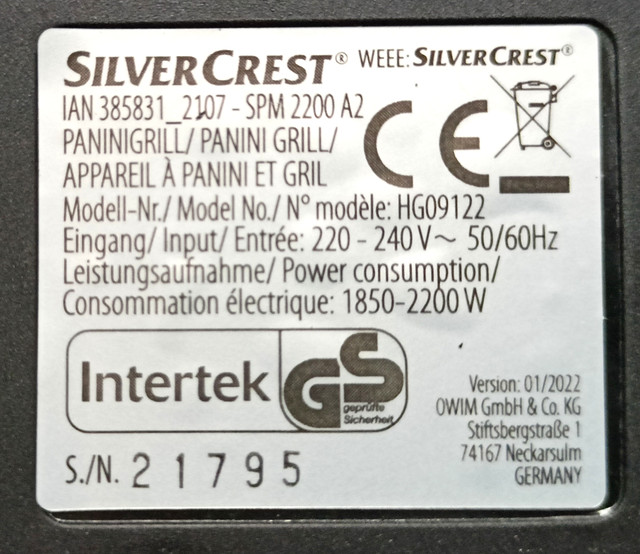 SILVERCREST® WEEE: SILVERCREST®
IAN 385831_2107 - SPM 2200 A2
PANINIGRILL/ PANINI GRILL/
APPAREIL À PANINI ET GRIL
CE
Modell-Nr./ Model No./ N° modèle: HG09122
Eingang/ Input/ Entrée: 220 - 240 V~ 50/60Hz
Leistungsaufnahme/ Power consumption/
Consommation électrique: 1850-2200 W
Intertek GS
geprüfte
Sicherheit
Version: 01/2022
OWIM GmbH & Co. KG
Stiftsbergstraße 1
74167 Neckarsulm
GERMANY
S./N. 21795